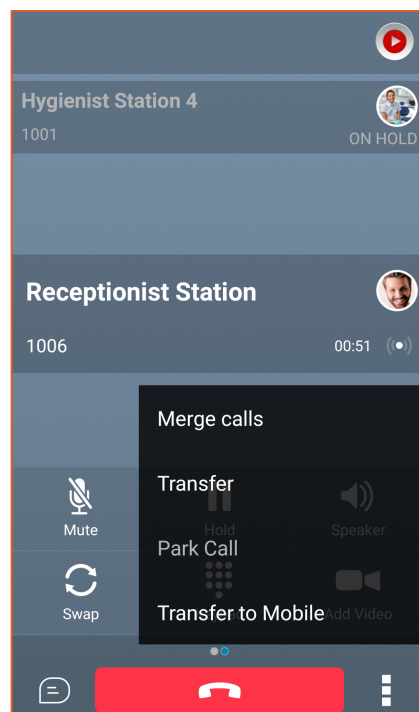 Hygienist Station 4
1001
ON HOLD
Receptionist Station
1006
00:51
Merge calls
Transfer
Mute
Hold
Speaker
Park Call
Swap
Transfer to Mobile
Add Video